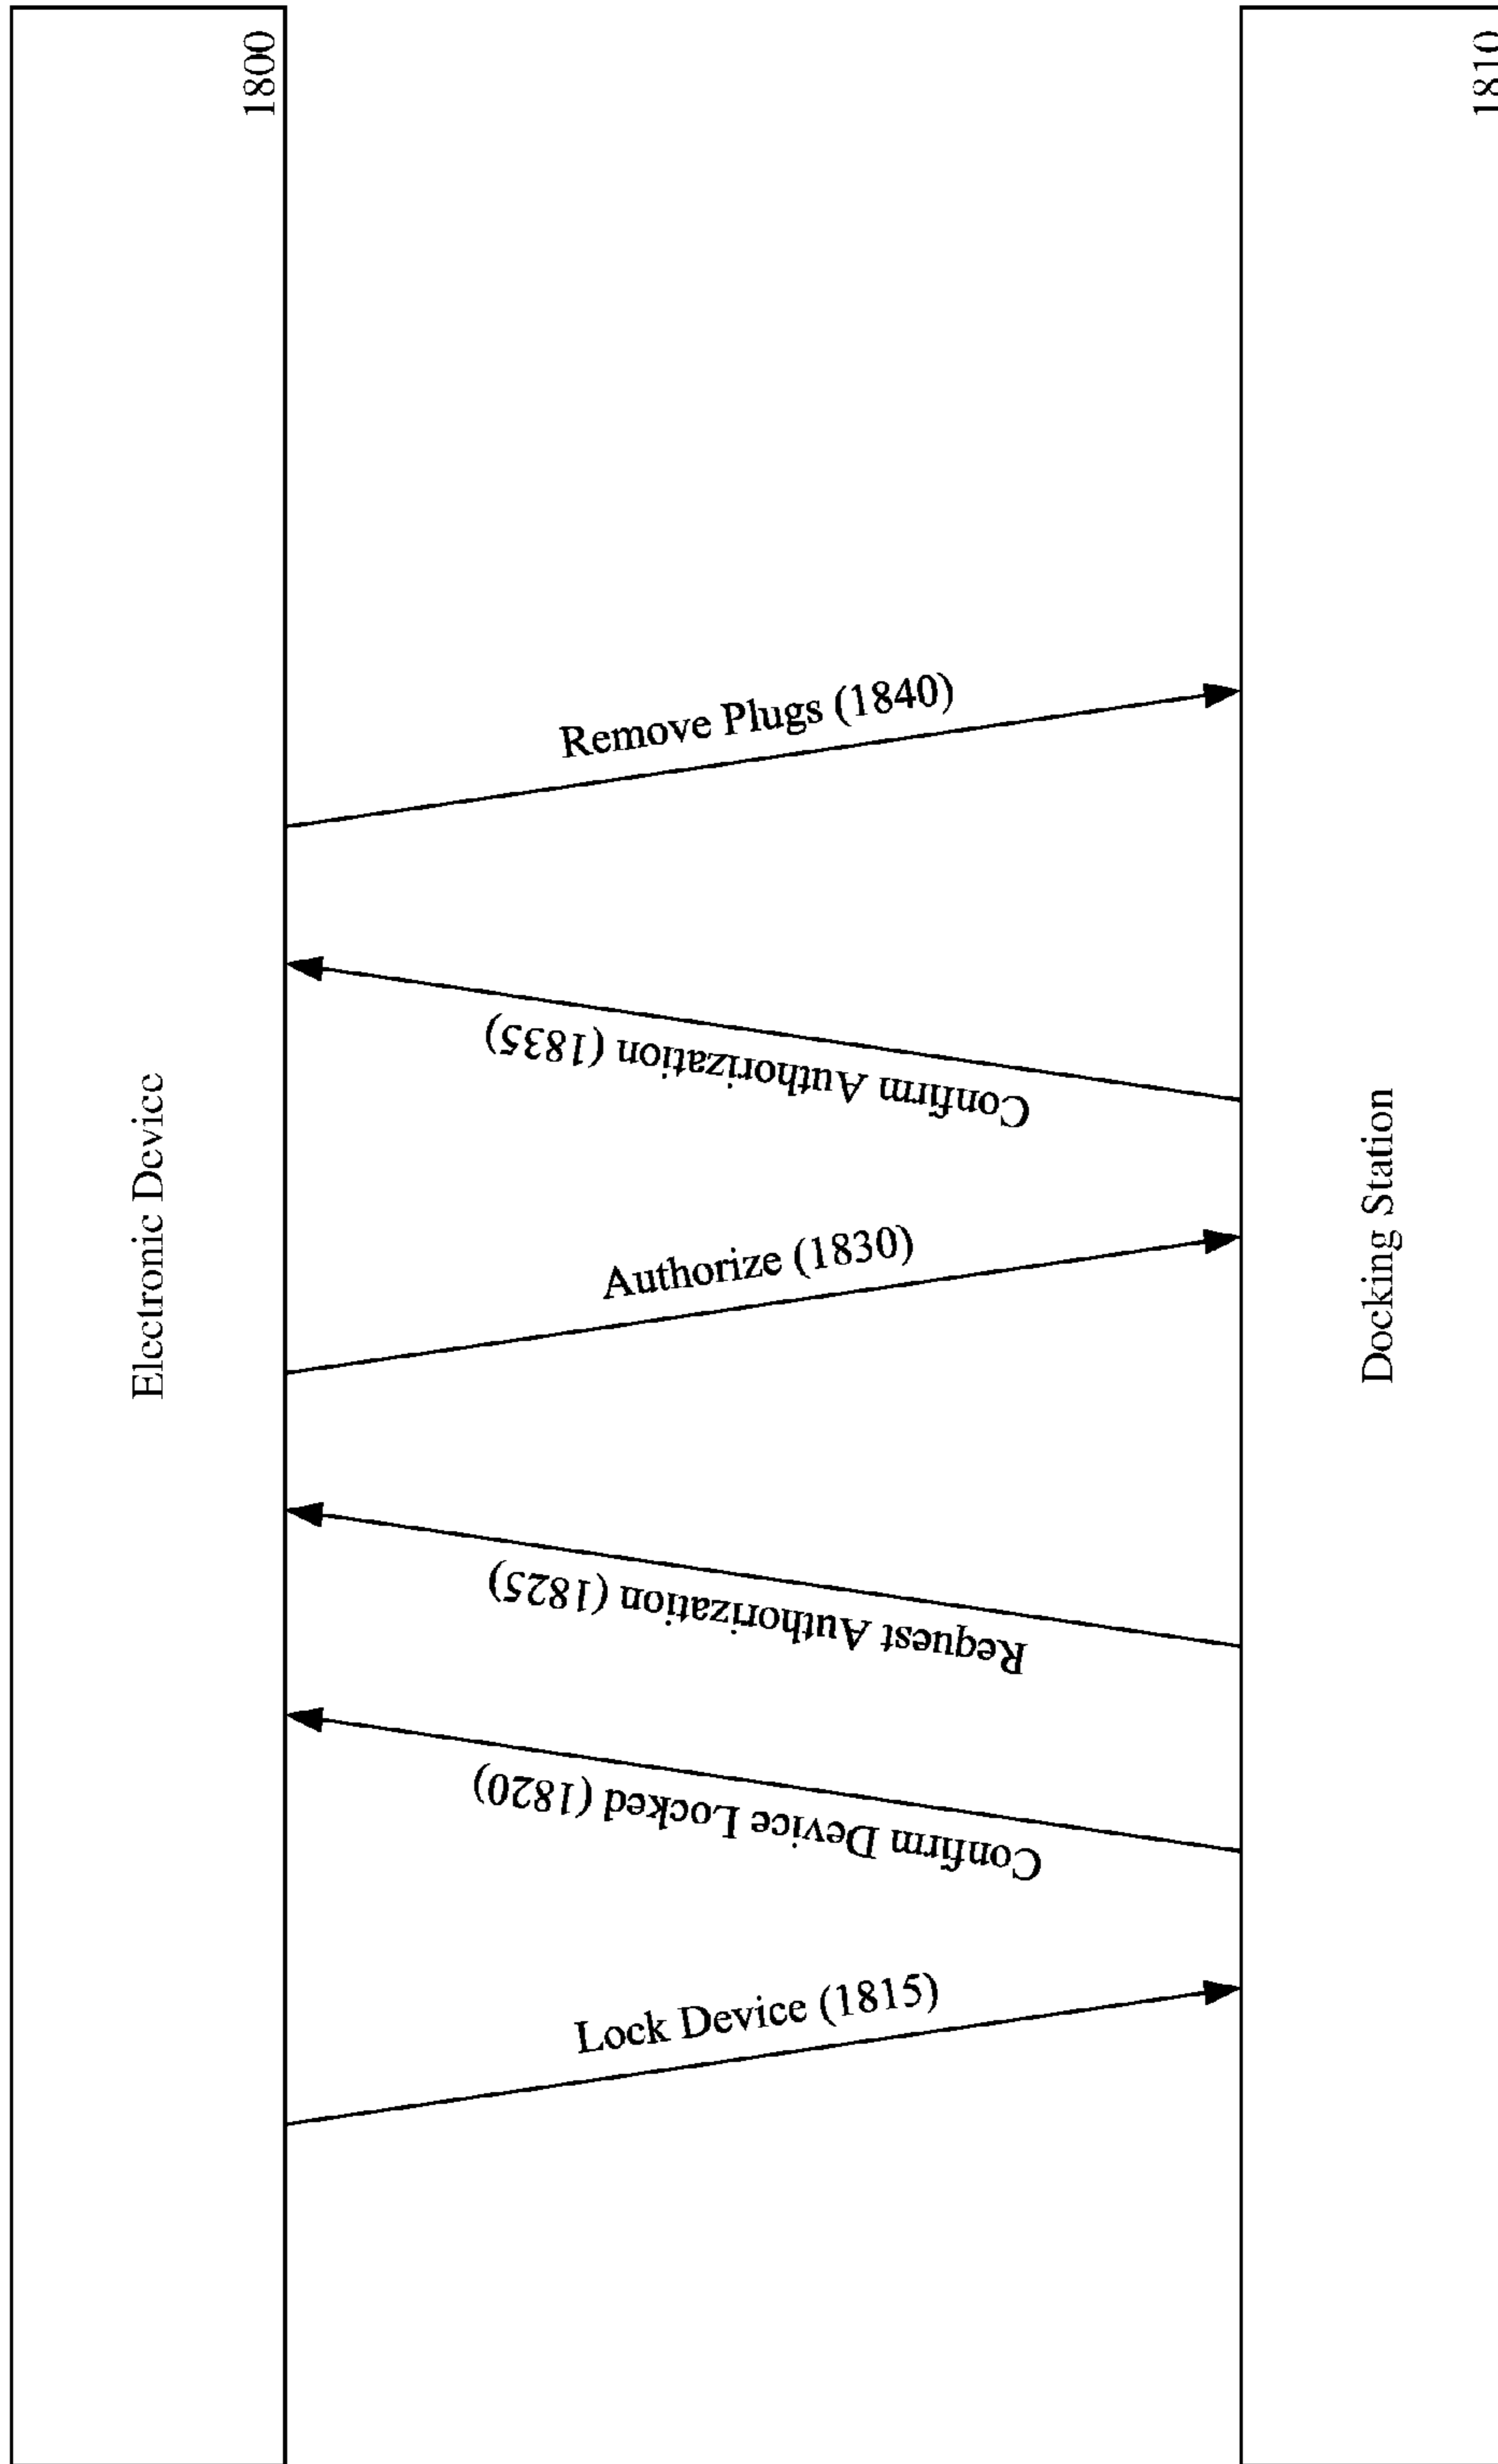 Electronic Device
1800
Lock Device (1815)
Confirm Device Locked (1820)
Request Authorization (1825)
Authorize (1830)
Confirm Authorization (1835)
Remove Plugs (1840)
Docking Station
1810